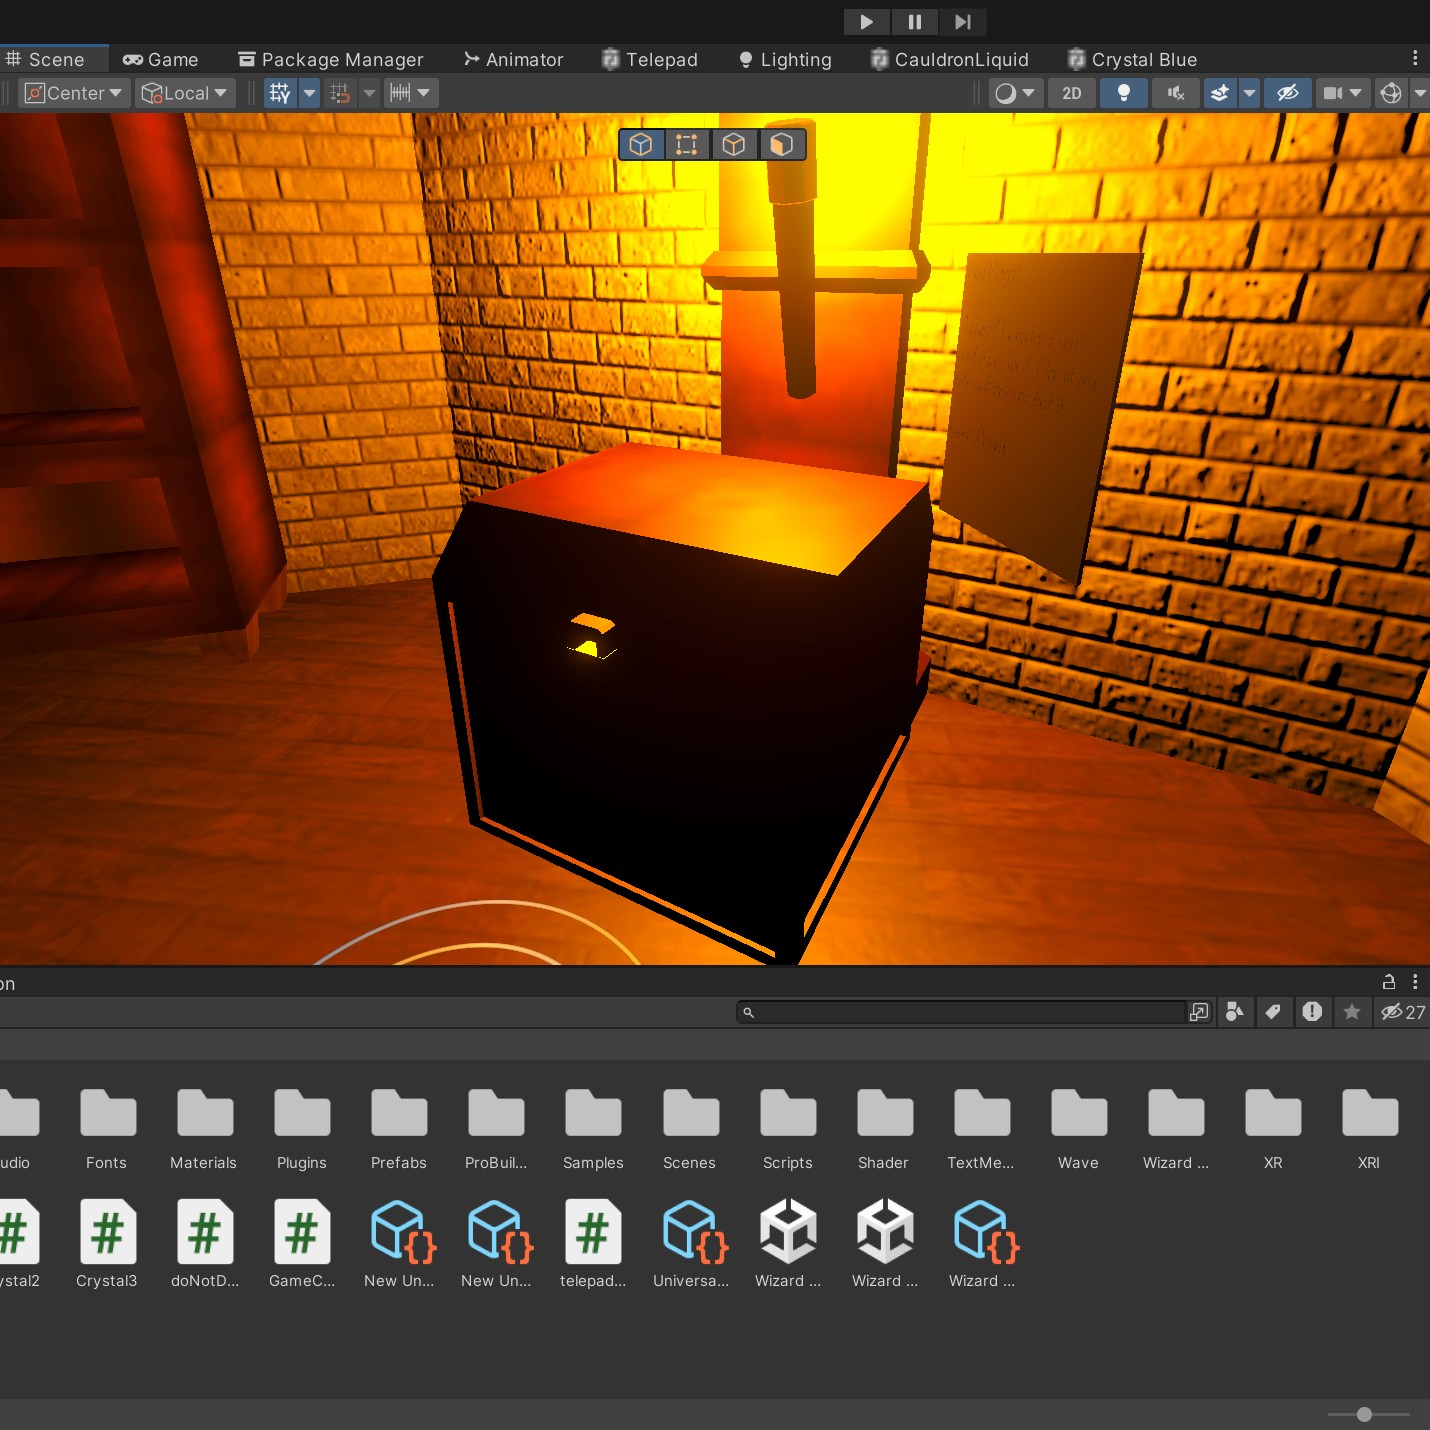 Scene Game Package Manager Animator Telepad Lighting CauldronLiquid Crystal Blue
Center Local 2D
on
27
udio Fonts Materials Plugins Prefabs ProBuil... Samples Scenes Scripts Shader TextMe... Wave Wizard ... XR XRI
ystal2 Crystal3 doNotD... GameC... New Un... New Un... telepad... Universa... Wizard ... Wizard ... Wizard ...